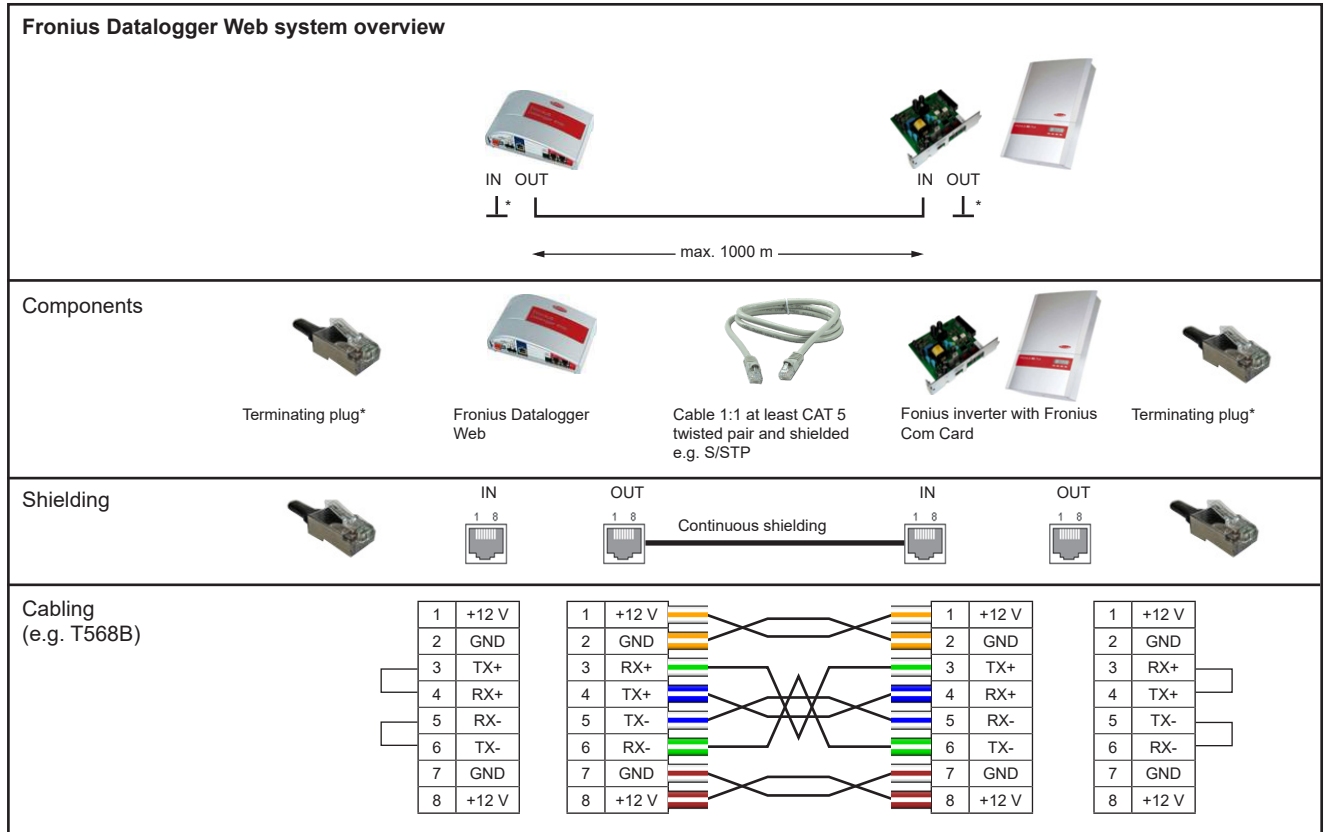 Fronius Datalogger Web system overview
IN OUT
IN OUT
* *
max. 1000 m
Components
Terminating plug*
Fronius Datalogger
Web
Cable 1:1 at least CAT 5
twisted pair and shielded
e.g. S/STP
Fonius inverter with Fronius
Com Card
Terminating plug*
Shielding
IN OUT IN OUT
1 8 1 8 1 8 1 8
Continuous shielding
Cabling
(e.g. T568B)
1 +12 V 1 +12 V 1 +12 V 1 +12 V
2 GND 2 GND 2 GND 2 GND
3 TX+ 3 RX+ 3 TX+ 3 RX+
4 RX+ 4 TX+ 4 RX+ 4 TX+
5 RX- 5 TX- 5 RX- 5 TX-
6 TX- 6 RX- 6 TX- 6 RX-
7 GND 7 GND 7 GND 7 GND
8 +12 V 8 +12 V 8 +12 V 8 +12 V